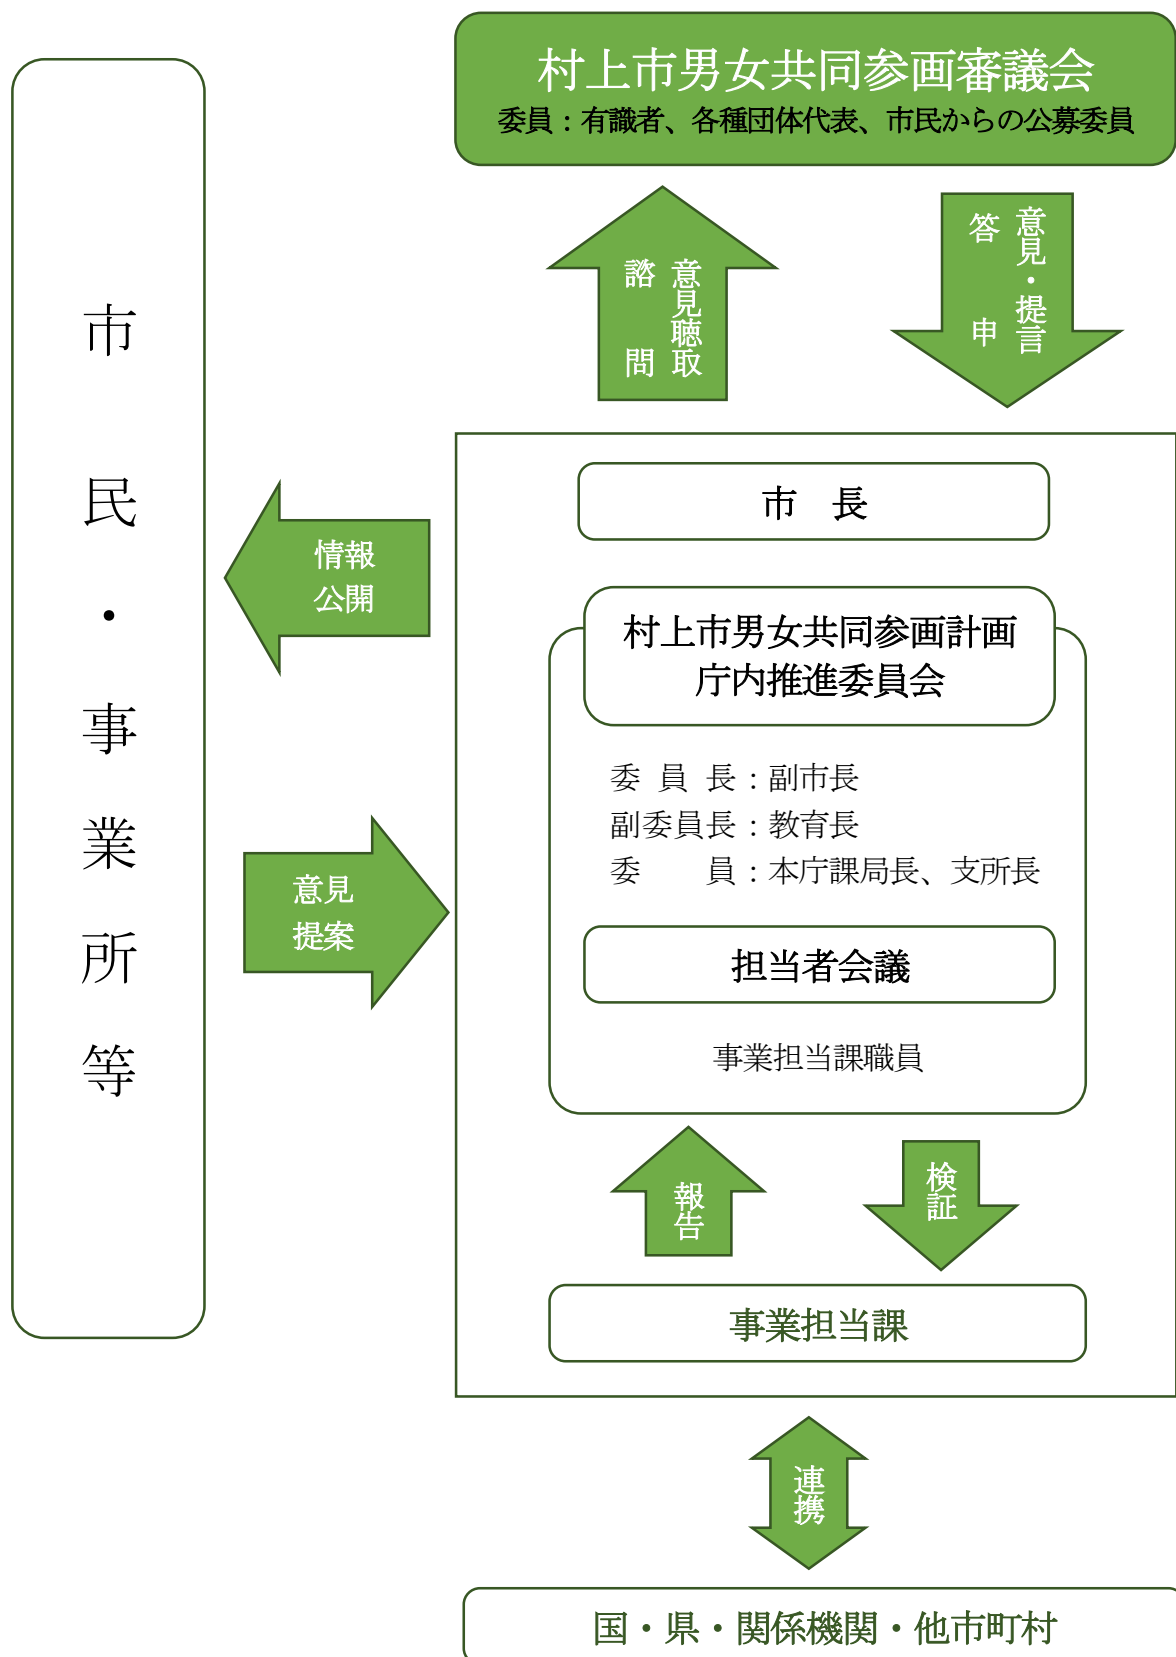 村上市男女共同参画審議会
委員：有識者、各種団体代表、市民からの公募委員
意見聴取
諮　問
意見・提言
答　申
市民・事業所等
情報
公開
意見
提案
市　長
村上市男女共同参画計画
庁内推進委員会
委　員　長：副市長
副委員長：教育長
委　　　員：本庁課局長、支所長
担当者会議
事業担当課職員
報告
検証
事業担当課
連携
国・県・関係機関・他市町村